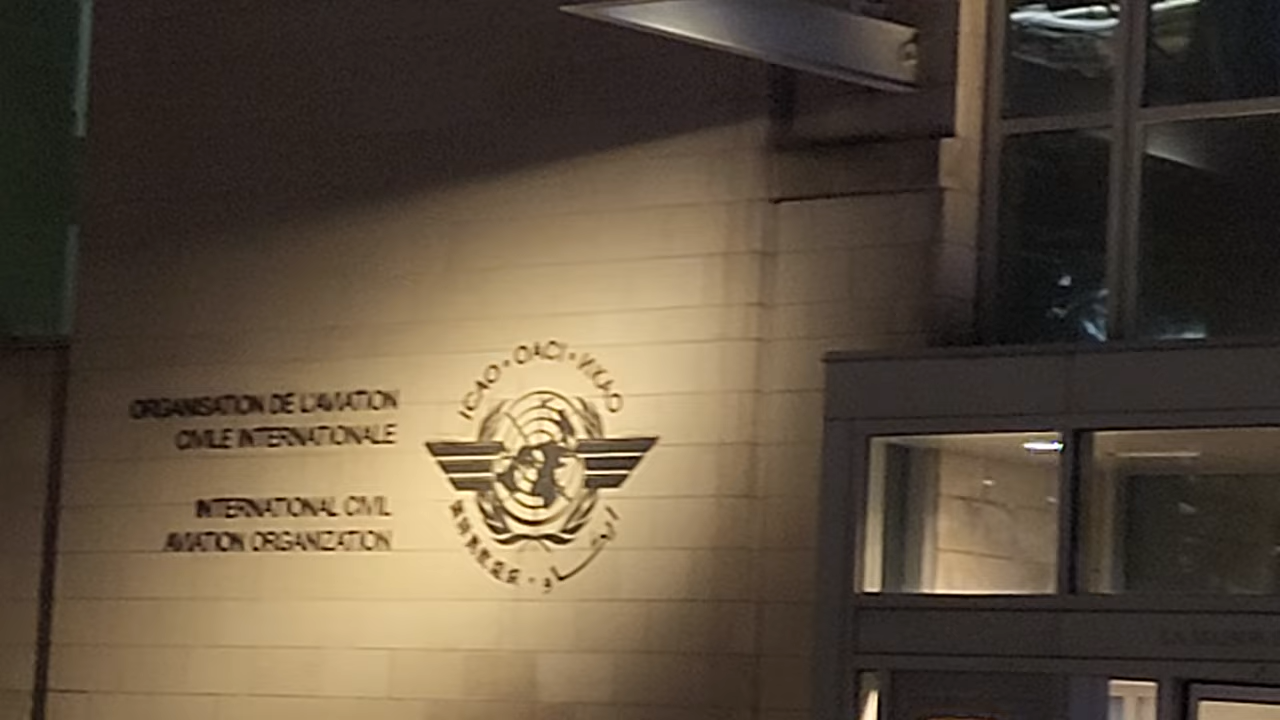 ORGANISATION DE L'AVIATION
CIVILE INTERNATIONALE
INTERNATIONAL CIVIL
AVIATION ORGANIZATION
ICAO • OACI • ИКАО